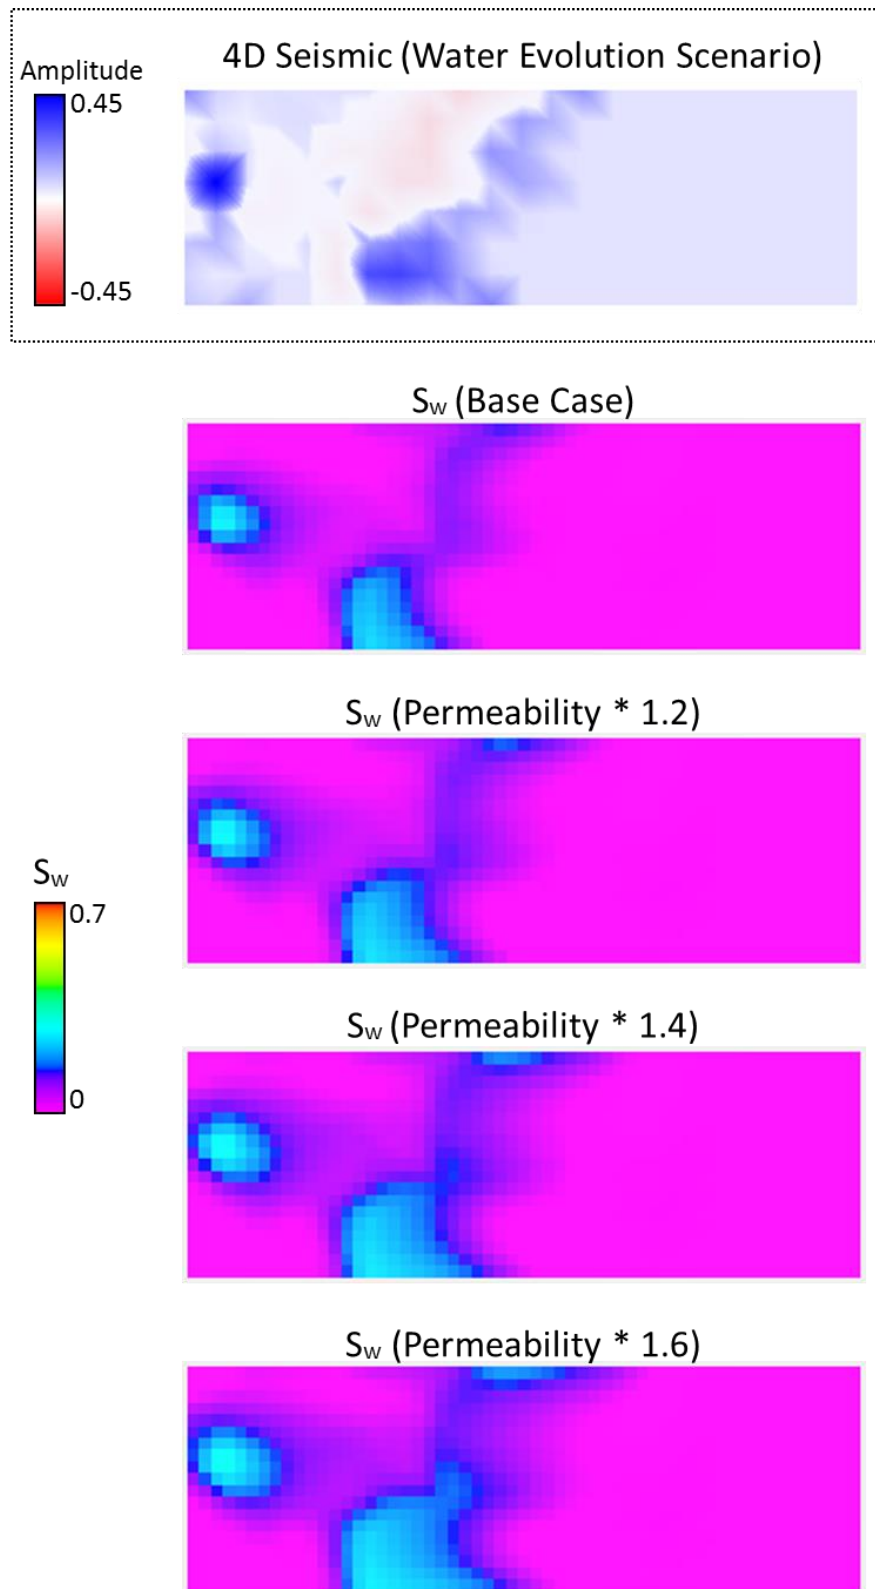 4D Seismic (Water Evolution Scenario)
Amplitude
0.45
-0.45
Sw (Base Case)
Sw (Permeability * 1.2)
Sw
0.7
0
Sw (Permeability * 1.4)
Sw (Permeability * 1.6)